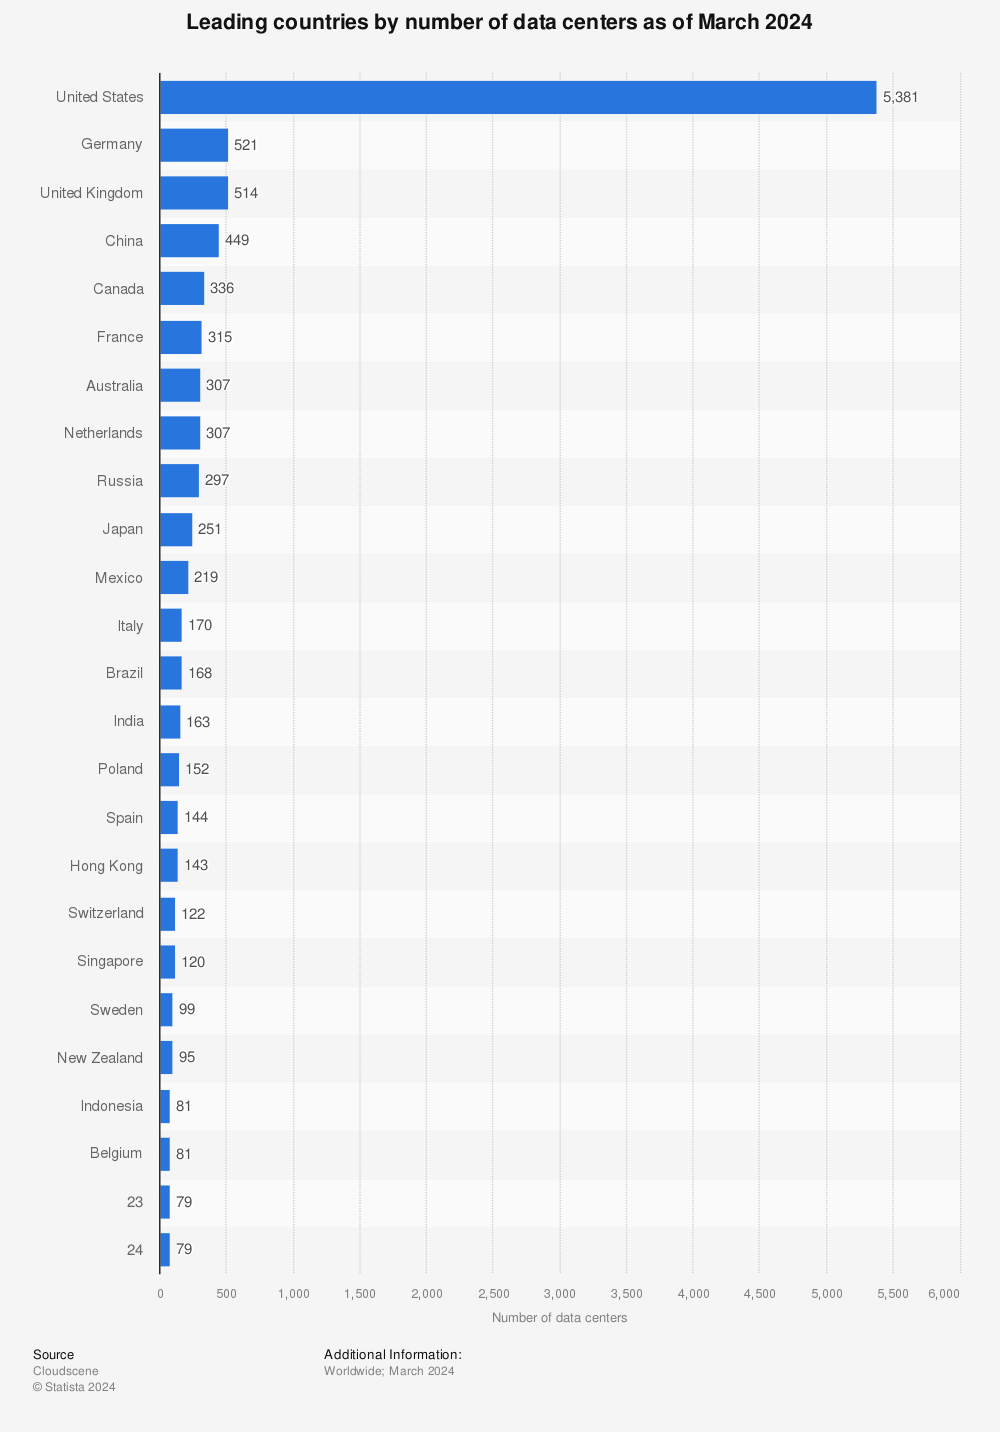 Leading countries by number of data centers as of March 2024
United States 5,381
Germany 521
United Kingdom 514
China 449
Canada 336
France 315
Australia 307
Netherlands 307
Russia 297
Japan 251
Mexico 219
Italy 170
Brazil 168
India 163
Poland 152
Spain 144
Hong Kong 143
Switzerland 122
Singapore 120
Sweden 99
New Zealand 95
Indonesia 81
Belgium 81
23 79
24 79
0 500 1,000 1,500 2,000 2,500 3,000 3,500 4,000 4,500 5,000 5,500 6,000
Number of data centers
Source
Cloudscene
© Statista 2024
Additional Information:
Worldwide; March 2024